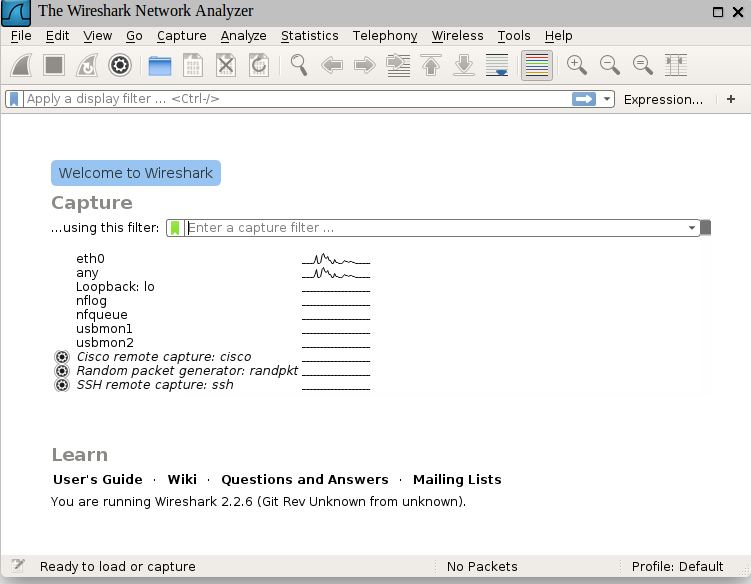 The Wireshark Network Analyzer
File Edit View Go Capture Analyze Statistics Telephony Wireless Tools Help
Apply a display filter ... <Ctrl-/> Expression... +
Welcome to Wireshark
Capture
...using this filter: Enter a capture filter ...
eth0
any
Loopback: lo
nflog
nfqueue
usbmon1
usbmon2
Cisco remote capture: cisco
Random packet generator: randpkt
SSH remote capture: ssh
Learn
User's Guide · Wiki · Questions and Answers · Mailing Lists
You are running Wireshark 2.2.6 (Git Rev Unknown from unknown).
Ready to load or capture No Packets Profile: Default